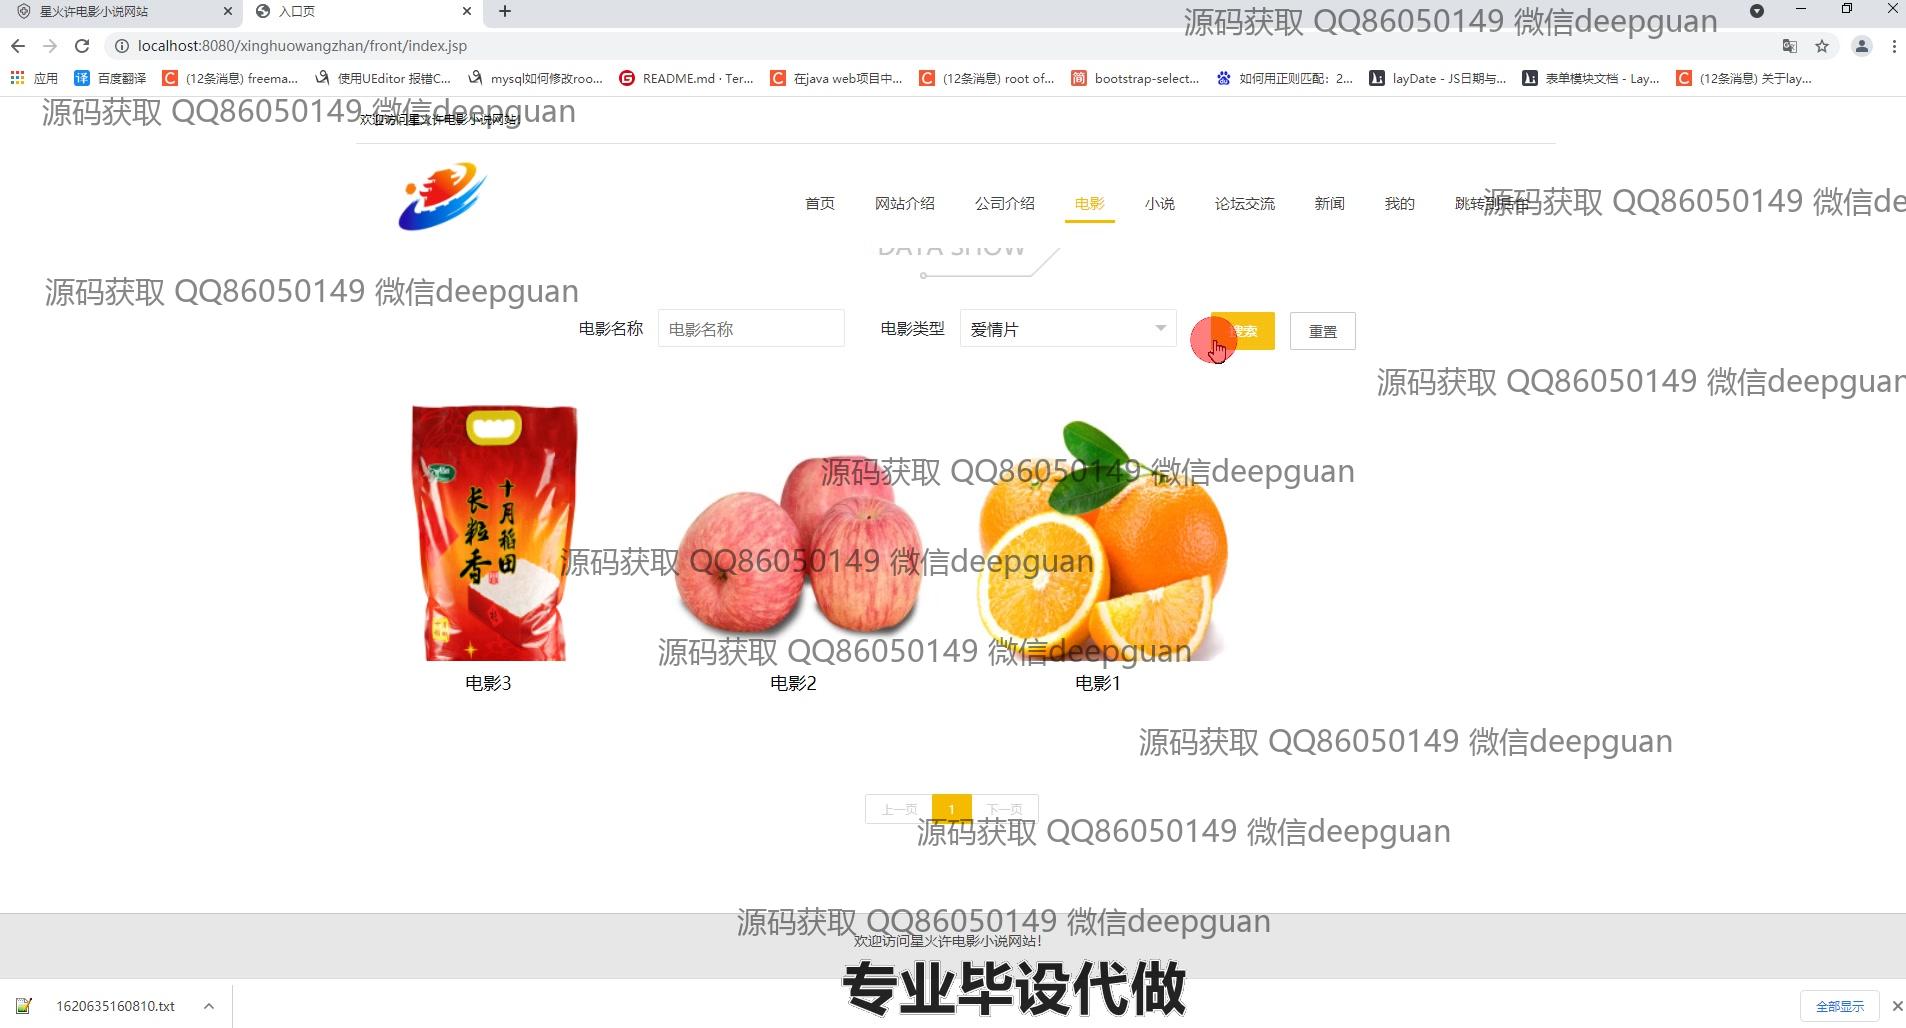 星火许电影小说网站
入口页
源码获取 QQ86050149 微信deepguan
localhost:8080/xinghuowangzhan/front/index.jsp
应用
百度翻译
(12条消息) freema...
使用UEditor 报错C...
mysql如何修改roo...
README.md · Ter...
在java web项目中...
(12条消息) root of...
bootstrap-select...
如何用正则匹配：2...
layDate - JS日期与...
表单模块文档 - Lay...
(12条消息) 关于lay...
源码获取 QQ86050149 微信deepguan
欢迎访问星火许电影小说网站!
首页 网站介绍 公司介绍 电影 小说 论坛交流 新闻 我的 跳转到后台
源码获取 QQ86050149 微信de
DATA SHOW
源码获取 QQ86050149 微信deepguan
电影名称 电影名称 电影类型 爱情片 搜索 重置
源码获取 QQ86050149 微信deepguan
十月稻田
长粒香
源码获取 QQ86050149 微信deepguan
源码获取 QQ86050149 微信deepguan
源码获取 QQ86050149 微信deepguan
电影3 电影2 电影1
源码获取 QQ86050149 微信deepguan
上一页 1 下一页
源码获取 QQ86050149 微信deepguan
源码获取 QQ86050149 微信deepguan
欢迎访问星火许电影小说网站!
专业毕设代做
1620635160810.txt
全部显示